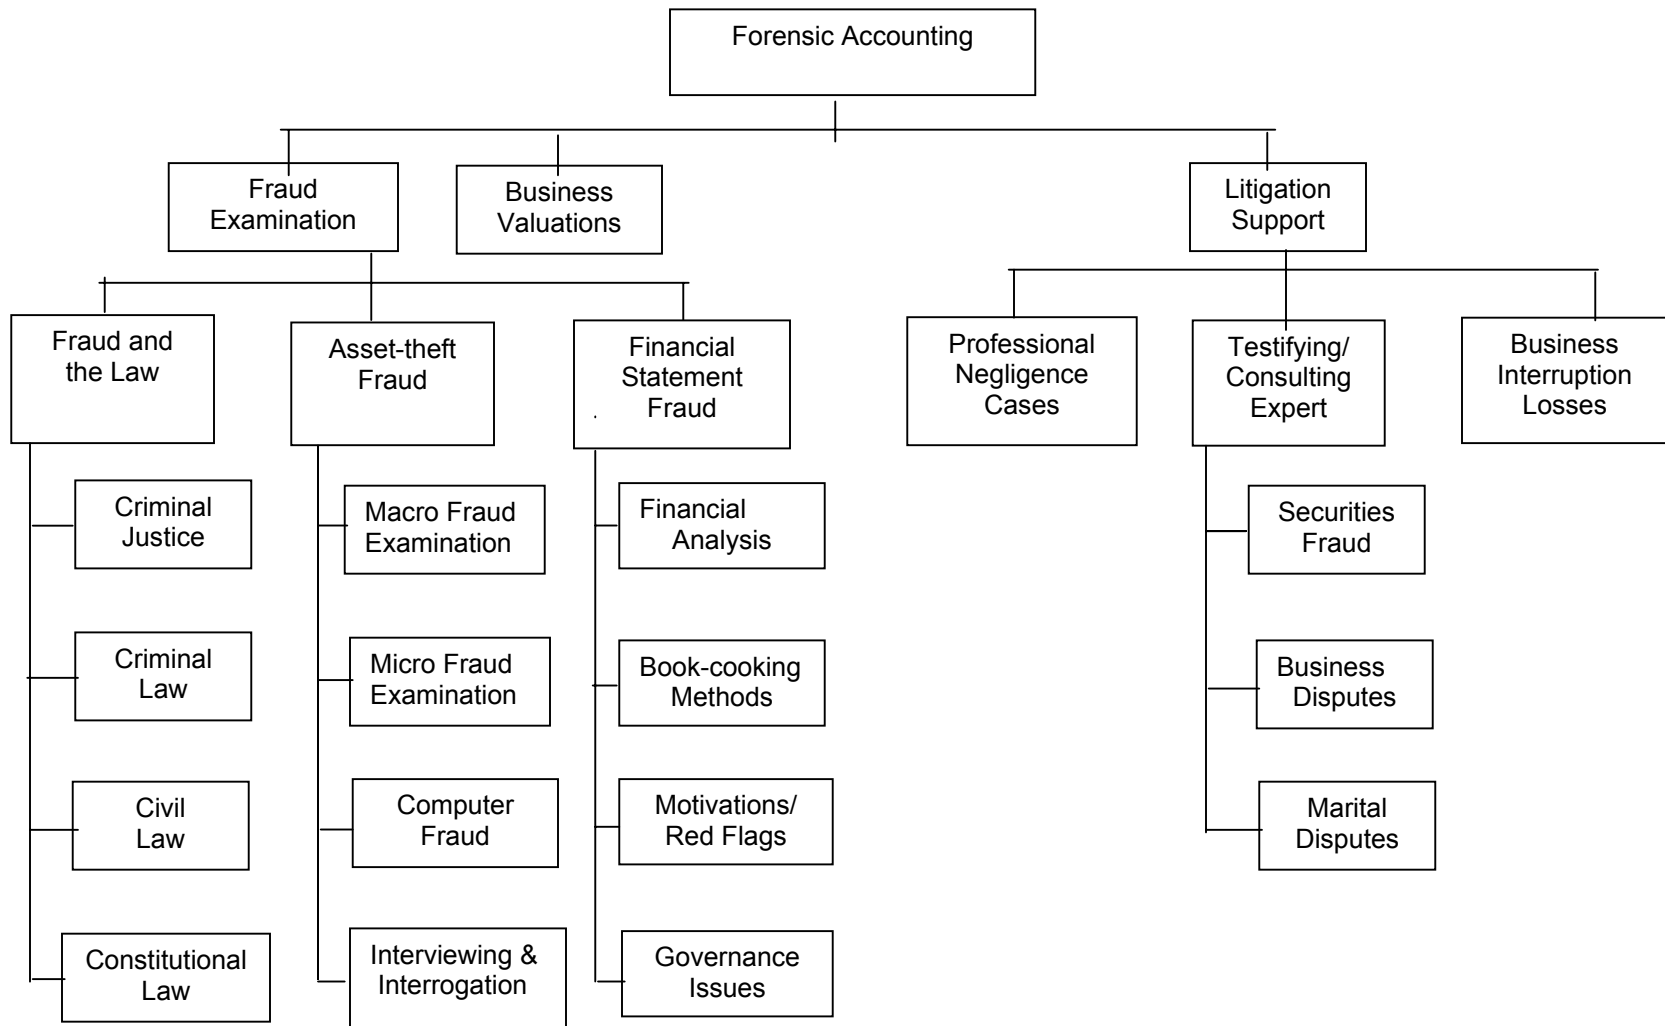 Forensic Accounting
Fraud
Examination
Business
Valuations
Litigation
Support
Fraud and
the Law
Asset-theft
Fraud
Financial
Statement
Fraud
Professional
Negligence
Cases
Testifying/
Consulting
Expert
Business
Interruption
Losses
Criminal
Justice
Macro Fraud
Examination
Financial
Analysis
Securities
Fraud
Criminal
Law
Micro Fraud
Examination
Book-cooking
Methods
Business
Disputes
Civil
Law
Computer
Fraud
Motivations/
Red Flags
Marital
Disputes
Constitutional
Law
Interviewing &
Interrogation
Governance
Issues